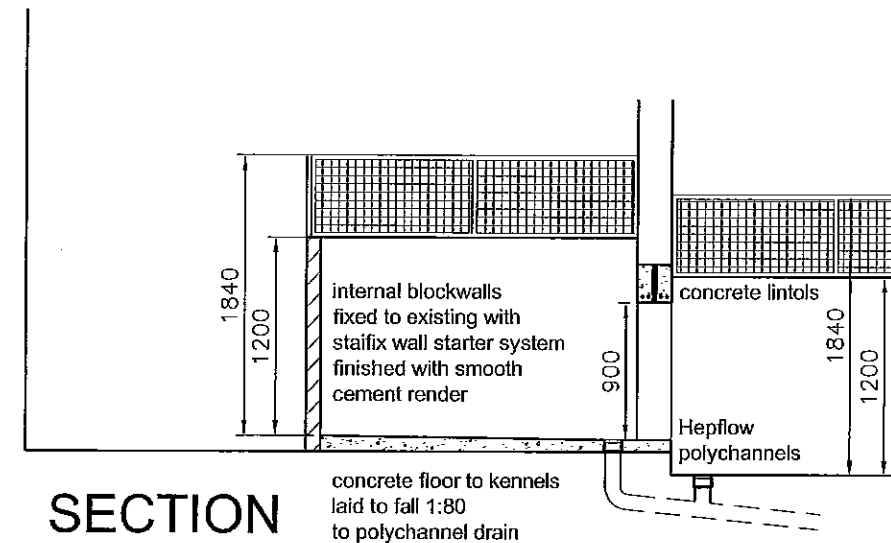 1840
1200
internal blockwalls
fixed to existing with
staifix wall starter system
finished with smooth
cement render
900
concrete lintols
1840
1200
Hepflow
polychannels
SECTION
concrete floor to kennels
laid to fall 1:80
to polychannel drain